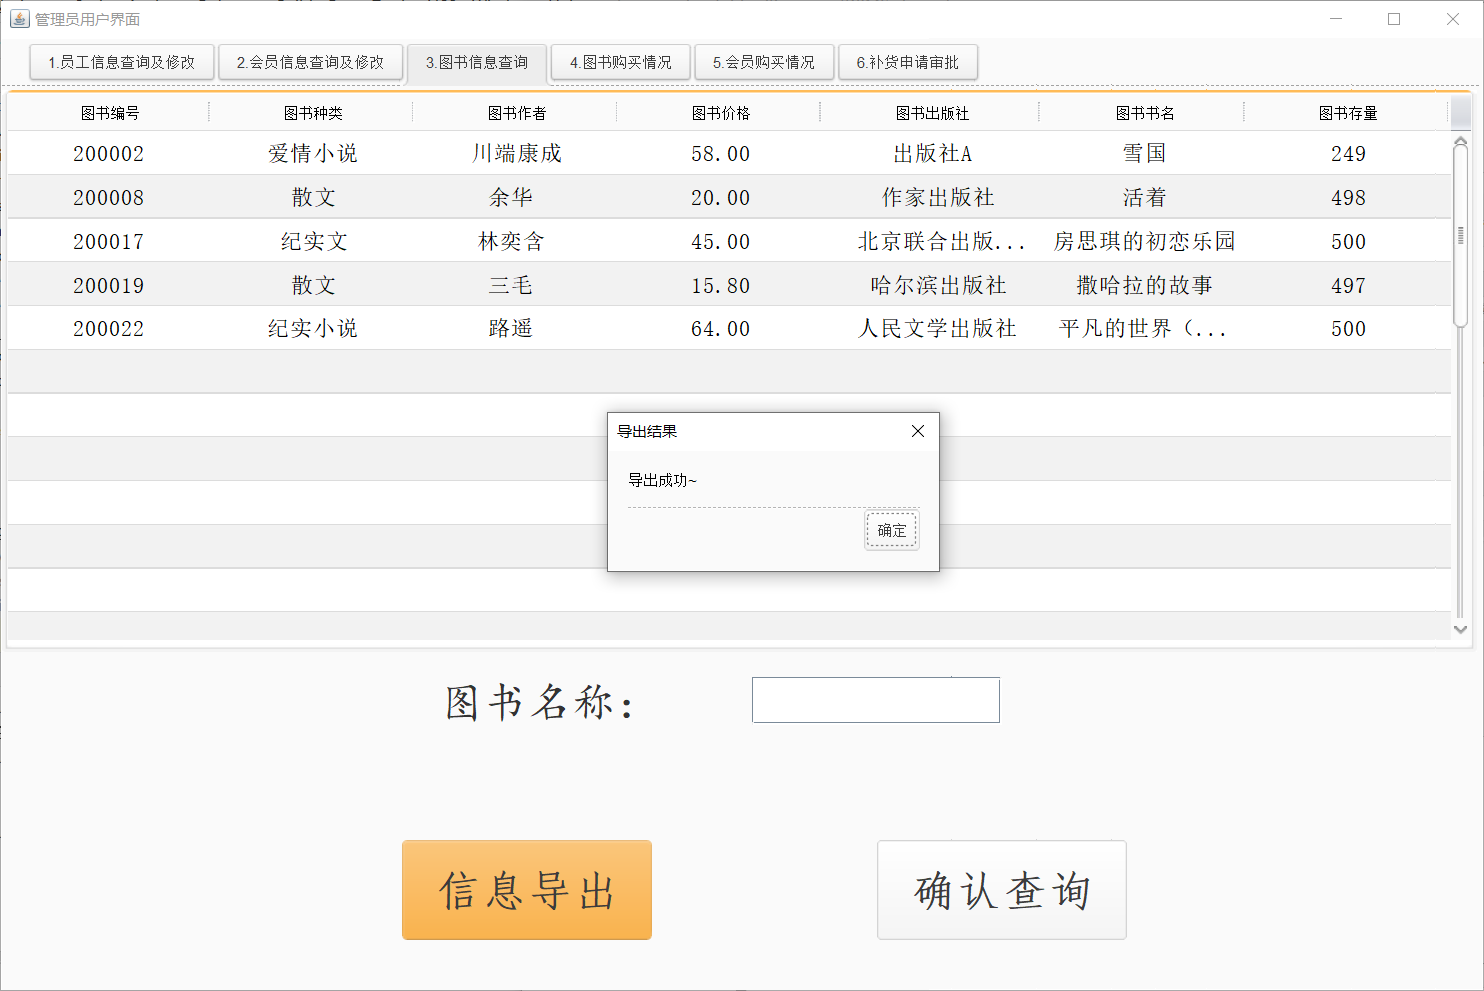 管理员用户界面
1.员工信息查询及修改 2.会员信息查询及修改 3.图书信息查询 4.图书购买情况 5.会员购买情况 6.补货申请审批
图书编号 图书种类 图书作者 图书价格 图书出版社 图书书名 图书存量
200002 爱情小说 川端康成 58.00 出版社A 雪国 249
200008 散文 余华 20.00 作家出版社 活着 498
200017 纪实文 林奕含 45.00 北京联合出版... 房思琪的初恋乐园 500
200019 散文 三毛 15.80 哈尔滨出版社 撒哈拉的故事 497
200022 纪实小说 路遥 64.00 人民文学出版社 平凡的世界（... 500
导出结果
导出成功~
确定
图书名称：
信息导出 确认查询